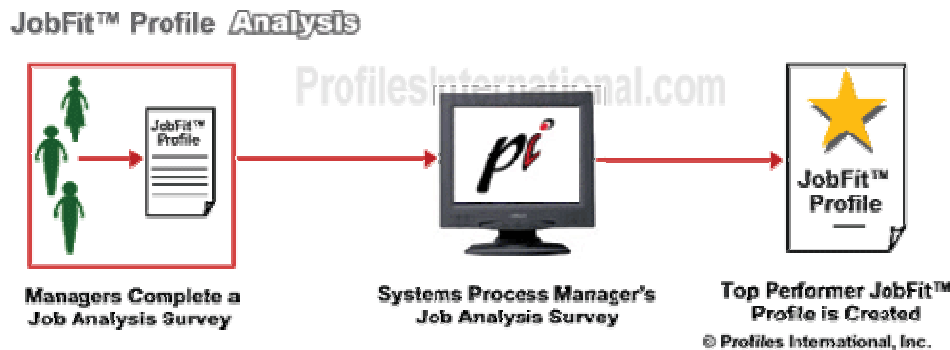 JobFit™ Profile Analysis
ProfilesInternational.com
JobFit™
Profile
pi
JobFit™
Profile
Managers Complete a
Job Analysis Survey
Systems Process Manager's
Job Analysis Survey
Top Performer JobFit™
Profile is Created
© Profiles International, Inc.